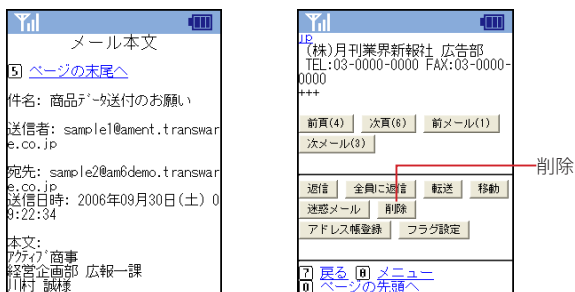 メール本文
5 ページの末尾へ
件名: 商品ﾃﾞｰﾀ送付のお願い
送信者: sample1@ament.transwar
e.co.jp
宛先: sample2@am6demo.transwar
e.co.jp
送信日時: 2006年09月30日(土) 0
9:22:34
本文:
ｱｸﾃｨﾌﾞ商事
経営企画部 広報一課
川村 誠様
jp
(株)月刊業界新報社 広告部
TEL:03-0000-0000 FAX:03-0000-
0000
+++
前頁(4) 次頁(6) 前メール(1)
次メール(3)
返信 全員に返信 転送 移動
迷惑メール 削除
アドレス帳登録 フラグ設定
7 戻る 8 メニュー
0 ページの先頭へ
削除